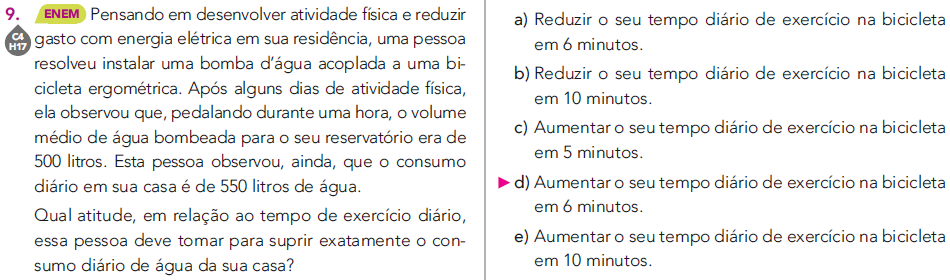 9. ENEM Pensando em desenvolver atividade física e reduzir
C4
H17
gasto com energia elétrica em sua residência, uma pessoa
resolveu instalar uma bomba d'água acoplada a uma bi-
cicleta ergométrica. Após alguns dias de atividade física,
ela observou que, pedalando durante uma hora, o volume
médio de água bombeada para o seu reservatório era de
500 litros. Esta pessoa observou, ainda, que o consumo
diário em sua casa é de 550 litros de água.
Qual atitude, em relação ao tempo de exercício diário,
essa pessoa deve tomar para suprir exatamente o con-
sumo diário de água da sua casa?
a) Reduzir o seu tempo diário de exercício na bicicleta
em 6 minutos.
b) Reduzir o seu tempo diário de exercício na bicicleta
em 10 minutos.
c) Aumentar o seu tempo diário de exercício na bicicleta
em 5 minutos.
d) Aumentar o seu tempo diário de exercício na bicicleta
em 6 minutos.
e) Aumentar o seu tempo diário de exercício na bicicleta
em 10 minutos.